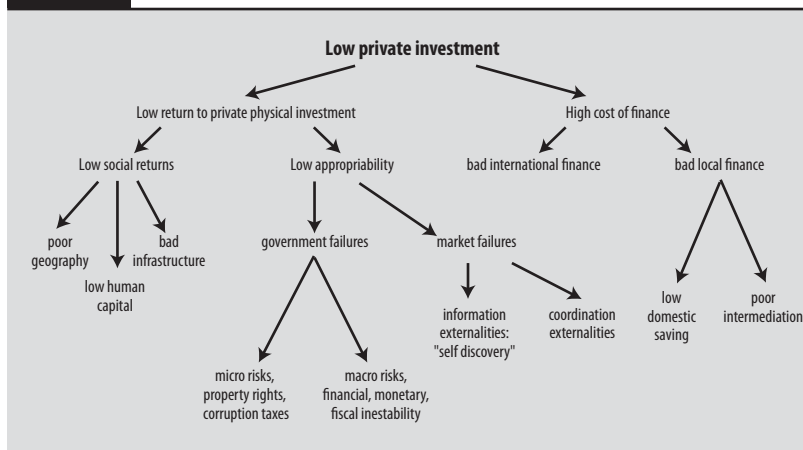 Low private investment
Low return to private physical investment
High cost of finance
Low social returns
Low appropriability
bad international finance
bad local finance
poor
geography
bad
infrastructure
low human
capital
government failures
market failures
information
externalities:
"self discovery"
coordination
externalities
low
domestic
saving
poor
intermediation
micro risks,
property rights,
corruption taxes
macro risks,
financial, monetary,
fiscal inestability